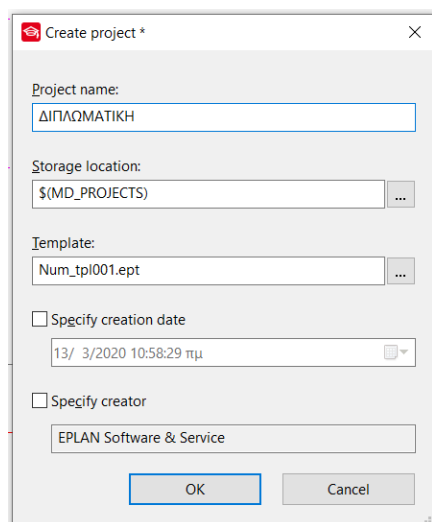 Create project *
Project name:
ΔΙΠΛΩΜΑΤΙΚΗ
Storage location:
$(MD_PROJECTS)
...
Template:
Num_tpl001.ept
...
Specify creation date
13/ 3/2020 10:58:29 πμ
Specify creator
EPLAN Software & Service
OK Cancel